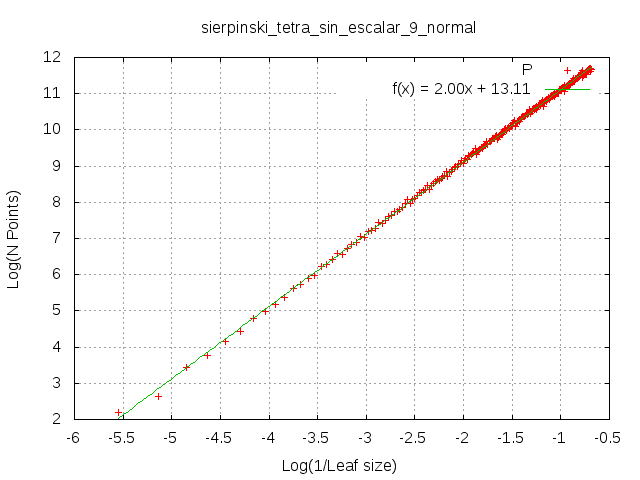 sierpinski_tetra_sin_escalar_9_normal
12
11
10
9
8
7
6
5
4
3
2
Log(N Points)
P
f(x) = 2.00x + 13.11
-6 -5.5 -5 -4.5 -4 -3.5 -3 -2.5 -2 -1.5 -1 -0.5
Log(1/Leaf size)